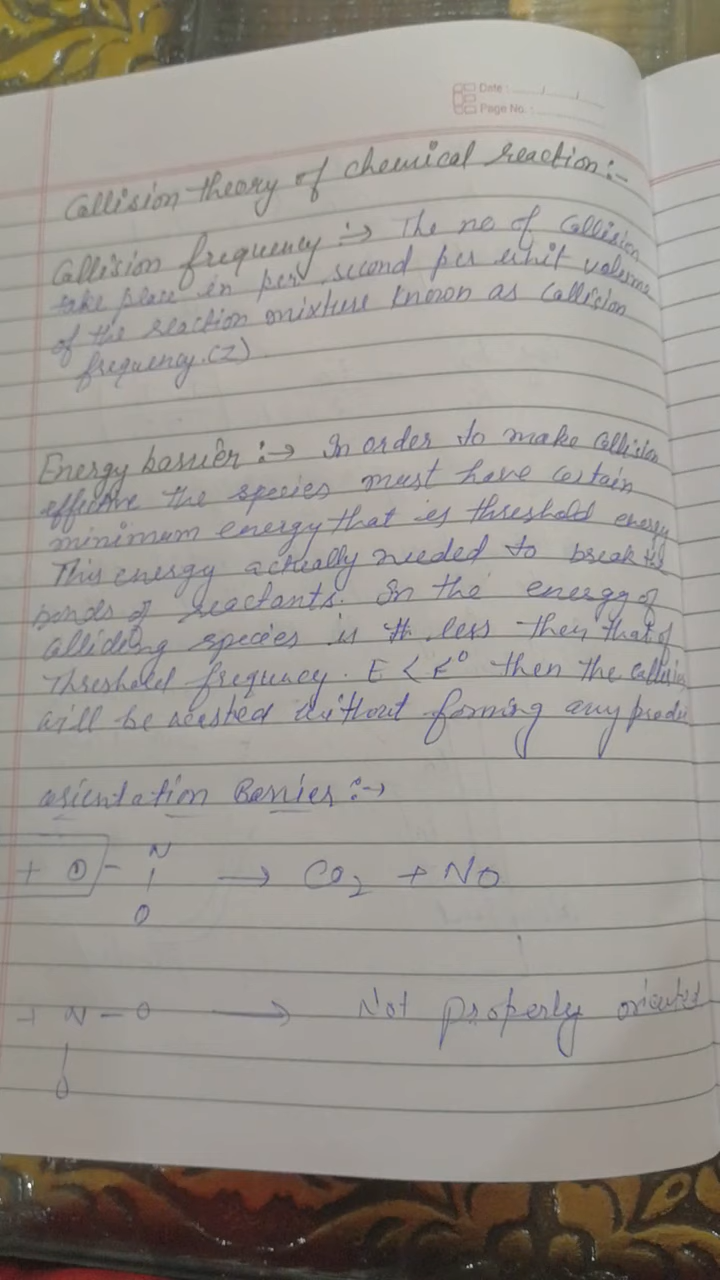 Date : / /
Page No. :
Collision theory of chemical reaction :-
Collision frequency :→ The no of Collision
take place in per second per unit volume
of the reaction mixture known as Collision
frequency.(Z)
Energy barrier :→ In order to make Collision
effective the species must have certain
minimum energy that is threshold energy
This energy actually needed to break the
bonds of reactants. In the energy of
colliding species is less then that of
Threshold frequency. E < E° then the collision
will be wasted without forming any produ
orientation Barrier :→
+ O - N → CO2 + NO
O
+ N - O → Not properly oriented
O